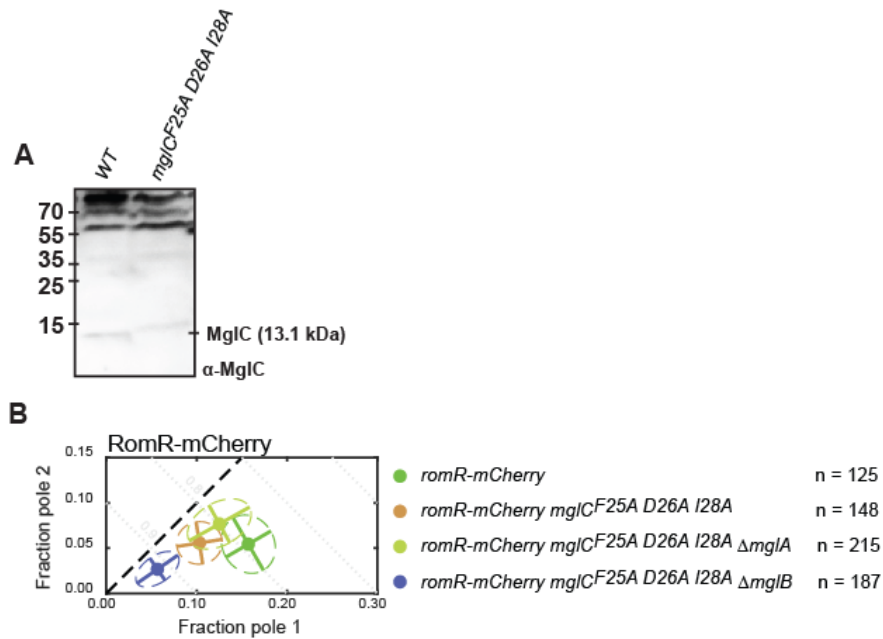 A
WT
mglCF25A D26A I28A
70
55
35
25
15
MglC (13.1 kDa)
α-MglC
B
RomR-mCherry
Fraction pole 2
0.15
0.10
0.05
0.00
0.00 0.10 0.20 0.30
Fraction pole 1
romR-mCherry n = 125
romR-mCherry mglCF25A D26A I28A n = 148
romR-mCherry mglCF25A D26A I28A ΔmglA n = 215
romR-mCherry mglCF25A D26A I28A ΔmglB n = 187